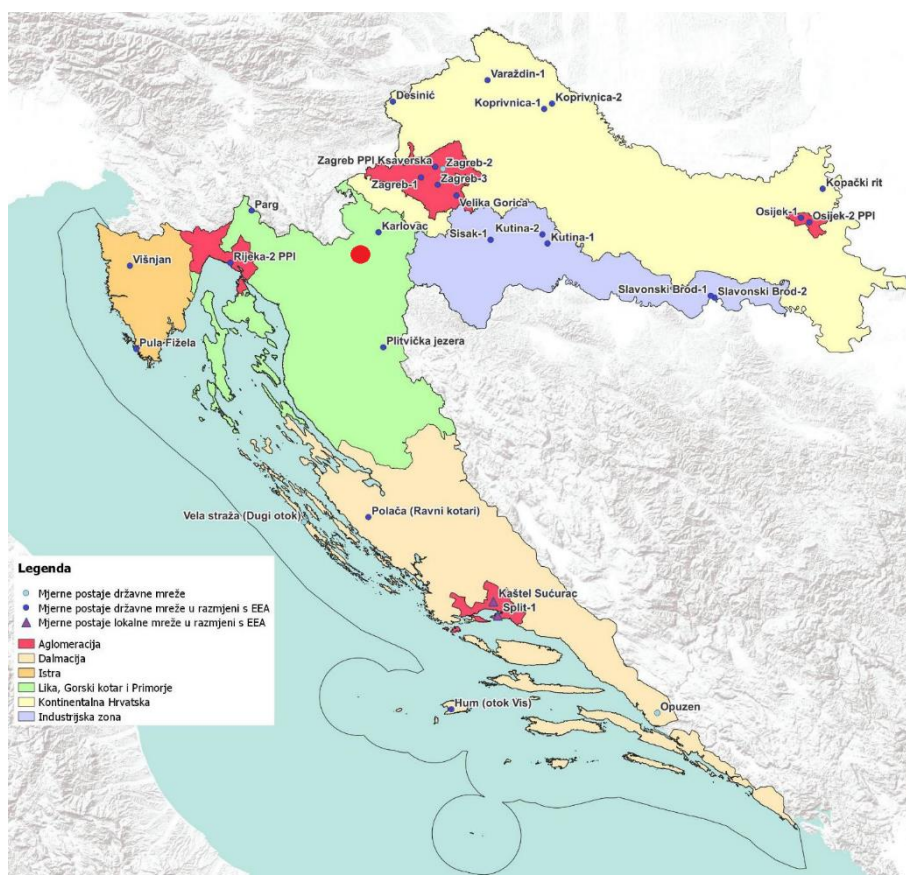 Varaždin-1
Desinić
Koprivnica-2
Koprivnica-1
Zagreb PPI Ksaverska
Zagreb-2
Zagreb-1
Zagreb-3
Velika Gorica
Kopački rit
Osijek-1
Osijek-2 PPI
Parg
Karlovac
Sisak-1
Kutina-2
Kutina-1
Rijeka-2 PPI
Višnjan
Slavonski Brod-1
Slavonski Brod-2
Pula Fižela
Plitvička jezera
Polača (Ravni kotari)
Vela straža (Dugi otok)
Kaštel Sućurac
Split-1
Hum (otok Vis)
Opuzen
Legenda
Mjerne postaje državne mreže
Mjerne postaje državne mreže u razmjeni s EEA
Mjerne postaje lokalne mreže u razmjeni s EEA
Aglomeracija
Dalmacija
Istra
Lika, Gorski kotar i Primorje
Kontinentalna Hrvatska
Industrijska zona